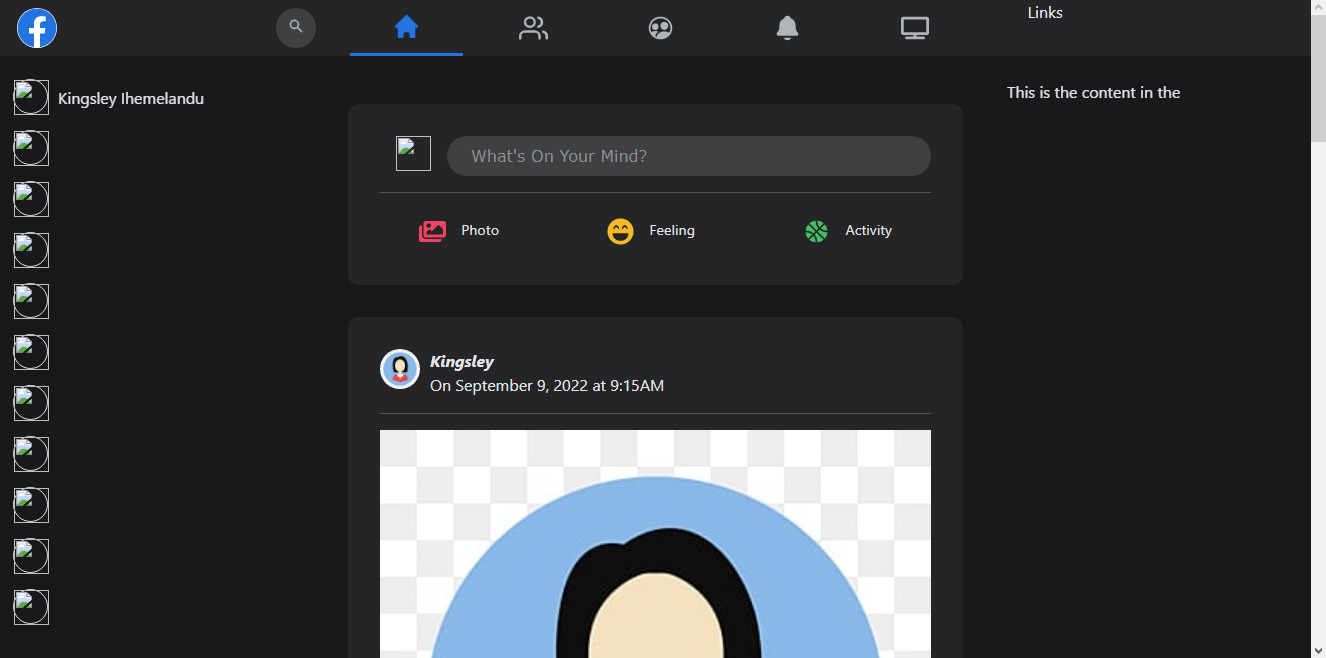 Links
Kingsley Ihemelandu
This is the content in the
What's On Your Mind?
Photo
Feeling
Activity
Kingsley
On September 9, 2022 at 9:15AM